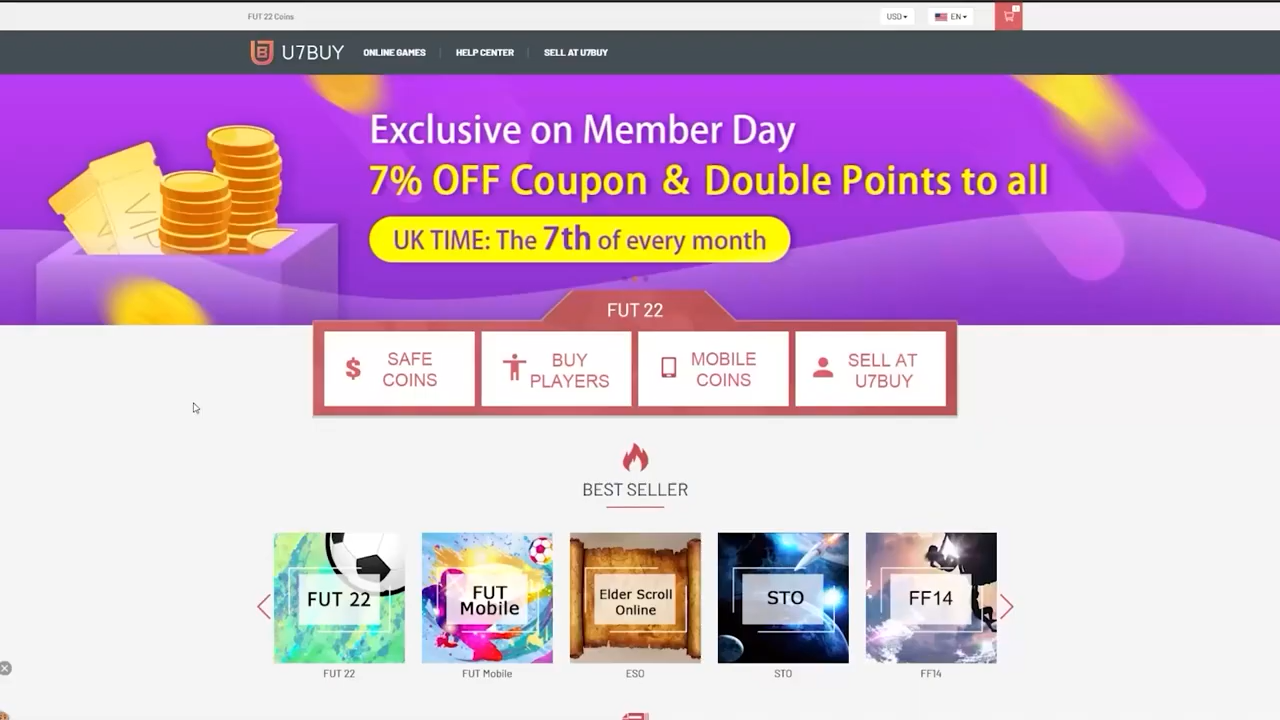 FUT 22 Coins
USD
EN
1
U7BUY
ONLINE GAMES
HELP CENTER
SELL AT U7BUY
Exclusive on Member Day
7% OFF Coupon & Double Points to all
UK TIME: The 7th of every month
FUT 22
SAFE
COINS
BUY
PLAYERS
MOBILE
COINS
SELL AT
U7BUY
BEST SELLER
FUT 22
FUT
Mobile
Elder Scroll
Online
STO
FF14
FUT 22
FUT Mobile
ESO
STO
FF14